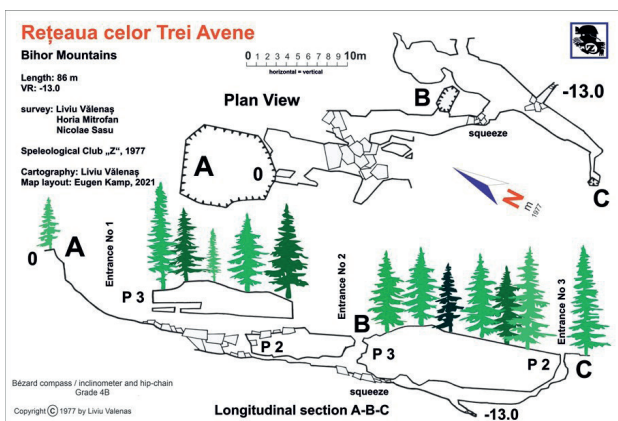 Rețeaua celor Trei Avene
Bihor Mountains
Length: 86 m
VR: -13.0
survey: Liviu Vălenaș
Horia Mitrofan
Nicolae Sasu
Speleological Club „Z“, 1977
Cartography: Liviu Vălenaș
Map layout: Eugen Kamp, 2021
0 1 2 3 4 5 6 7 8 9 10m
horizontal = vertical
Plan View
A
0
B
squeeze
-13.0
C
N
m
1977
0
A
Entrance No 1
P 3
P 2
Entrance No 2
B
P 3
squeeze
P 2
Entrance No 3
C
-13.0
Bézard compass / inclinometer and hip-chain
Grade 4B
Copyright © 1977 by Liviu Valenas
Longitudinal section A-B-C